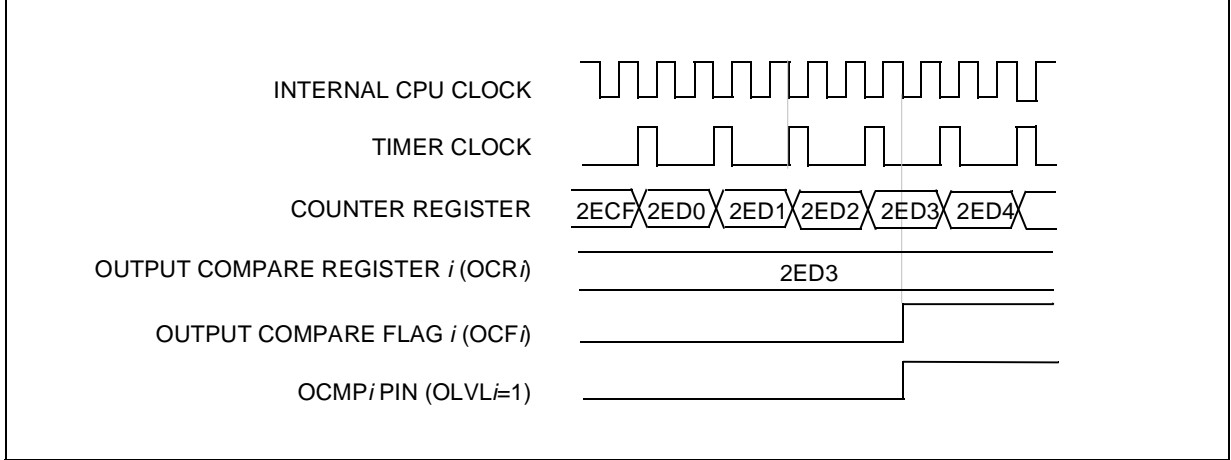 INTERNAL CPU CLOCK
TIMER CLOCK
COUNTER REGISTER 2ECF 2ED0 2ED1 2ED2 2ED3 2ED4
OUTPUT COMPARE REGISTER i (OCRi) 2ED3
OUTPUT COMPARE FLAG i (OCFi)
OCMPi PIN (OLVLi=1)